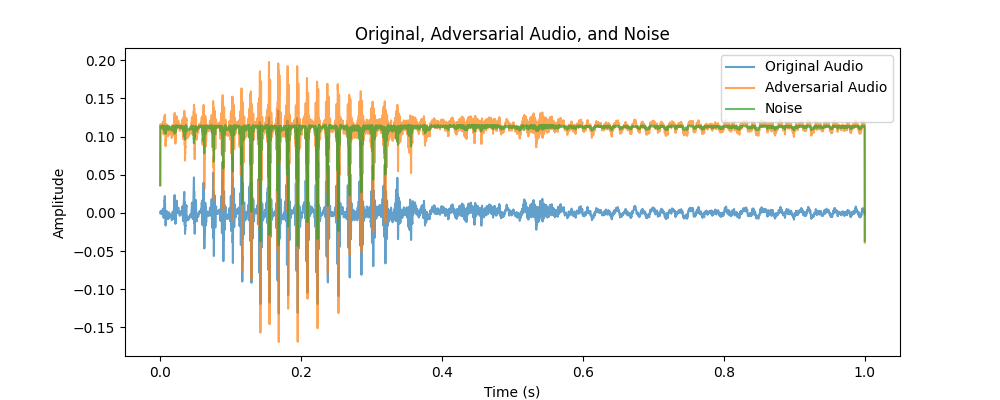 Original, Adversarial Audio, and Noise
Original Audio
Adversarial Audio
Noise
0.20
0.15
0.10
0.05
0.00
−0.05
−0.10
−0.15
Amplitude
0.0
0.2
0.4
0.6
0.8
1.0
Time (s)